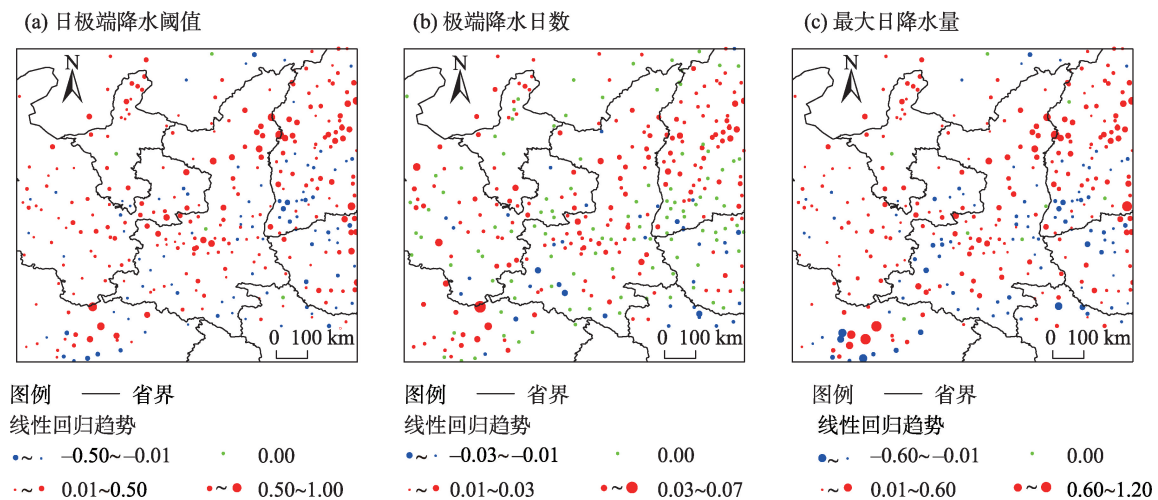 (a) 日极端降水阈值
(b) 极端降水日数
(c) 最大日降水量
N
N
N
0 100 km
0 100 km
0 100 km
图例 省界
线性回归趋势
~ −0.50~−0.01
0.00
~ 0.01~0.50
~ 0.50~1.00
图例 省界
线性回归趋势
~ −0.03~−0.01
0.00
~ 0.01~0.03
~ 0.03~0.07
图例 省界
线性回归趋势
~ −0.60~−0.01
0.00
~ 0.01~0.60
~ 0.60~1.20